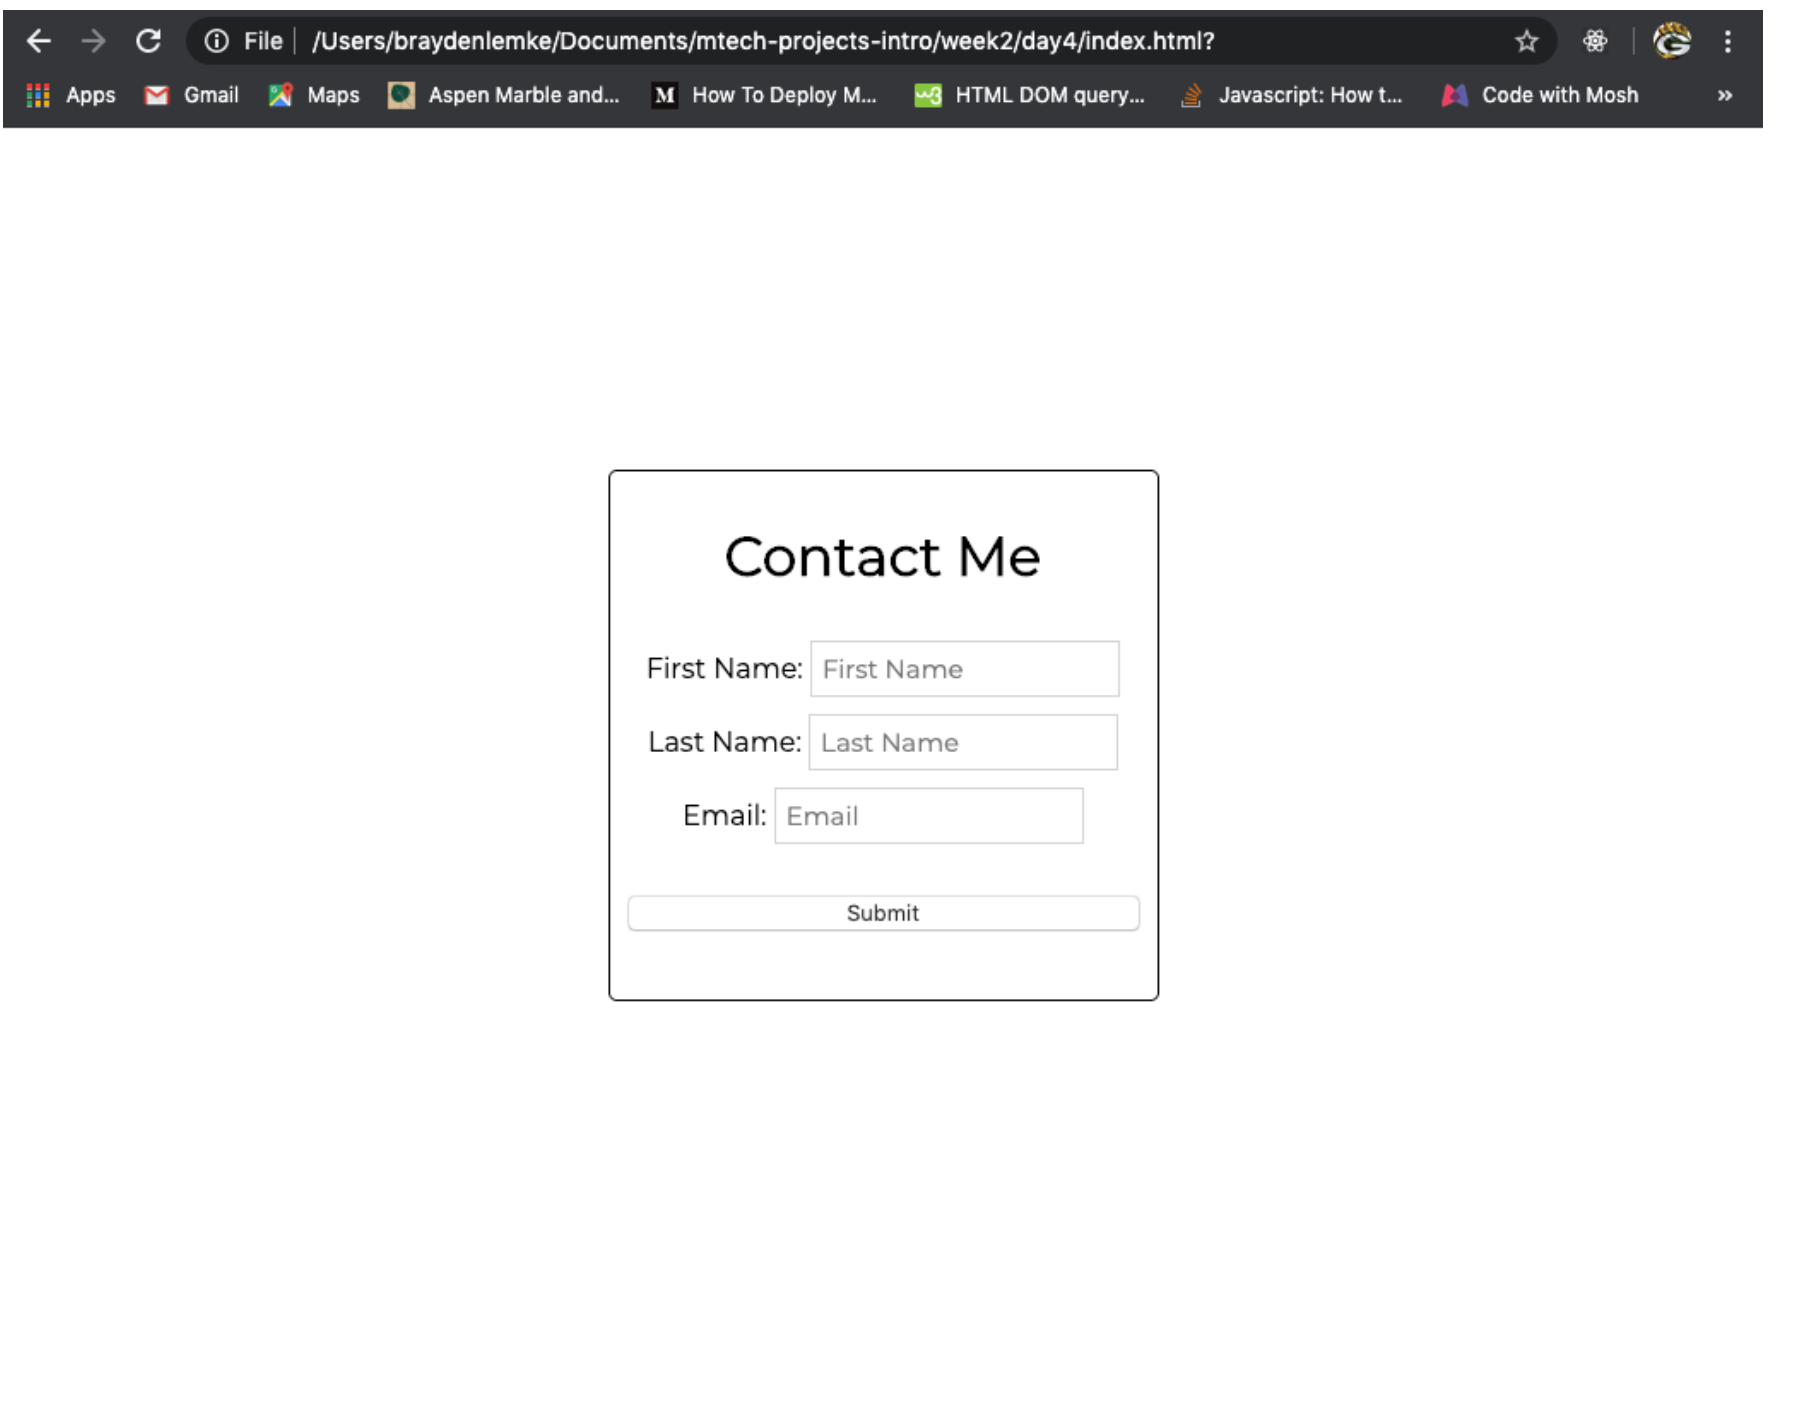 File /Users/braydenlemke/Documents/mtech-projects-intro/week2/day4/index.html?
Apps Gmail Maps Aspen Marble and... M How To Deploy M... w3 HTML DOM query... Javascript: How t... Code with Mosh »
Contact Me
First Name: First Name
Last Name: Last Name
Email: Email
Submit